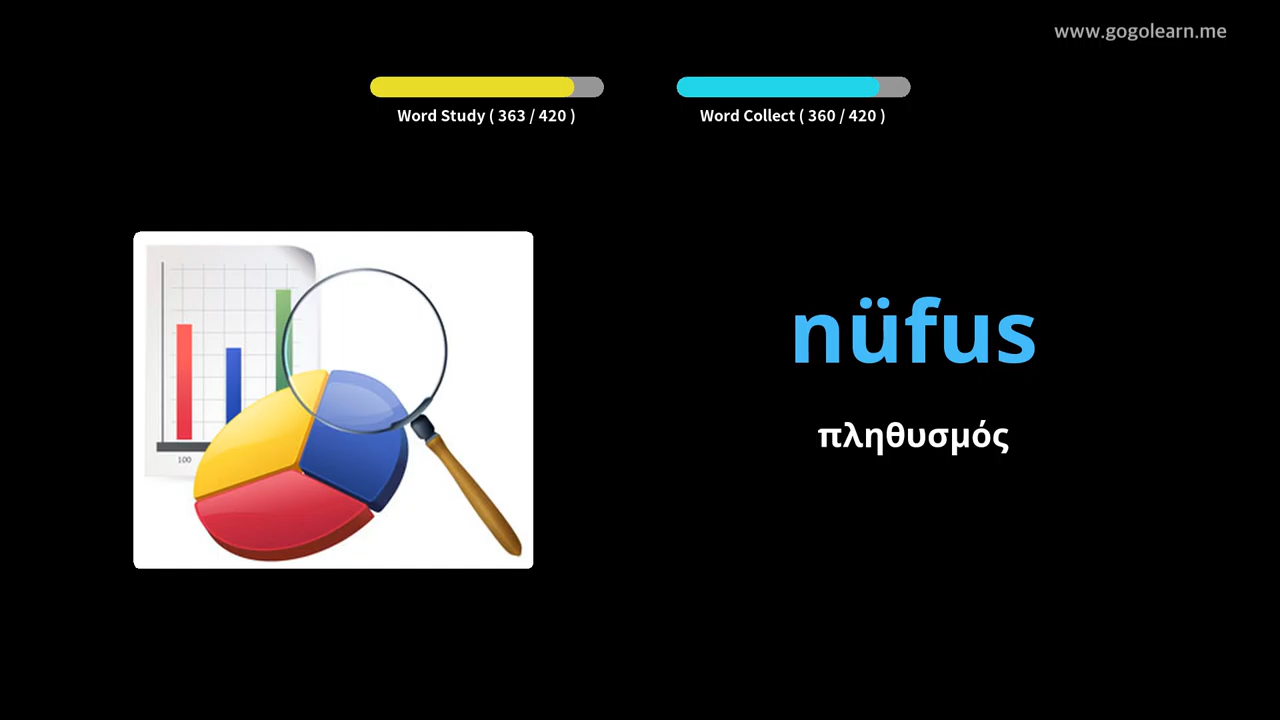 www.gogolearn.me
Word Study ( 363 / 420 )
Word Collect ( 360 / 420 )
100
nüfus
πληθυσμός